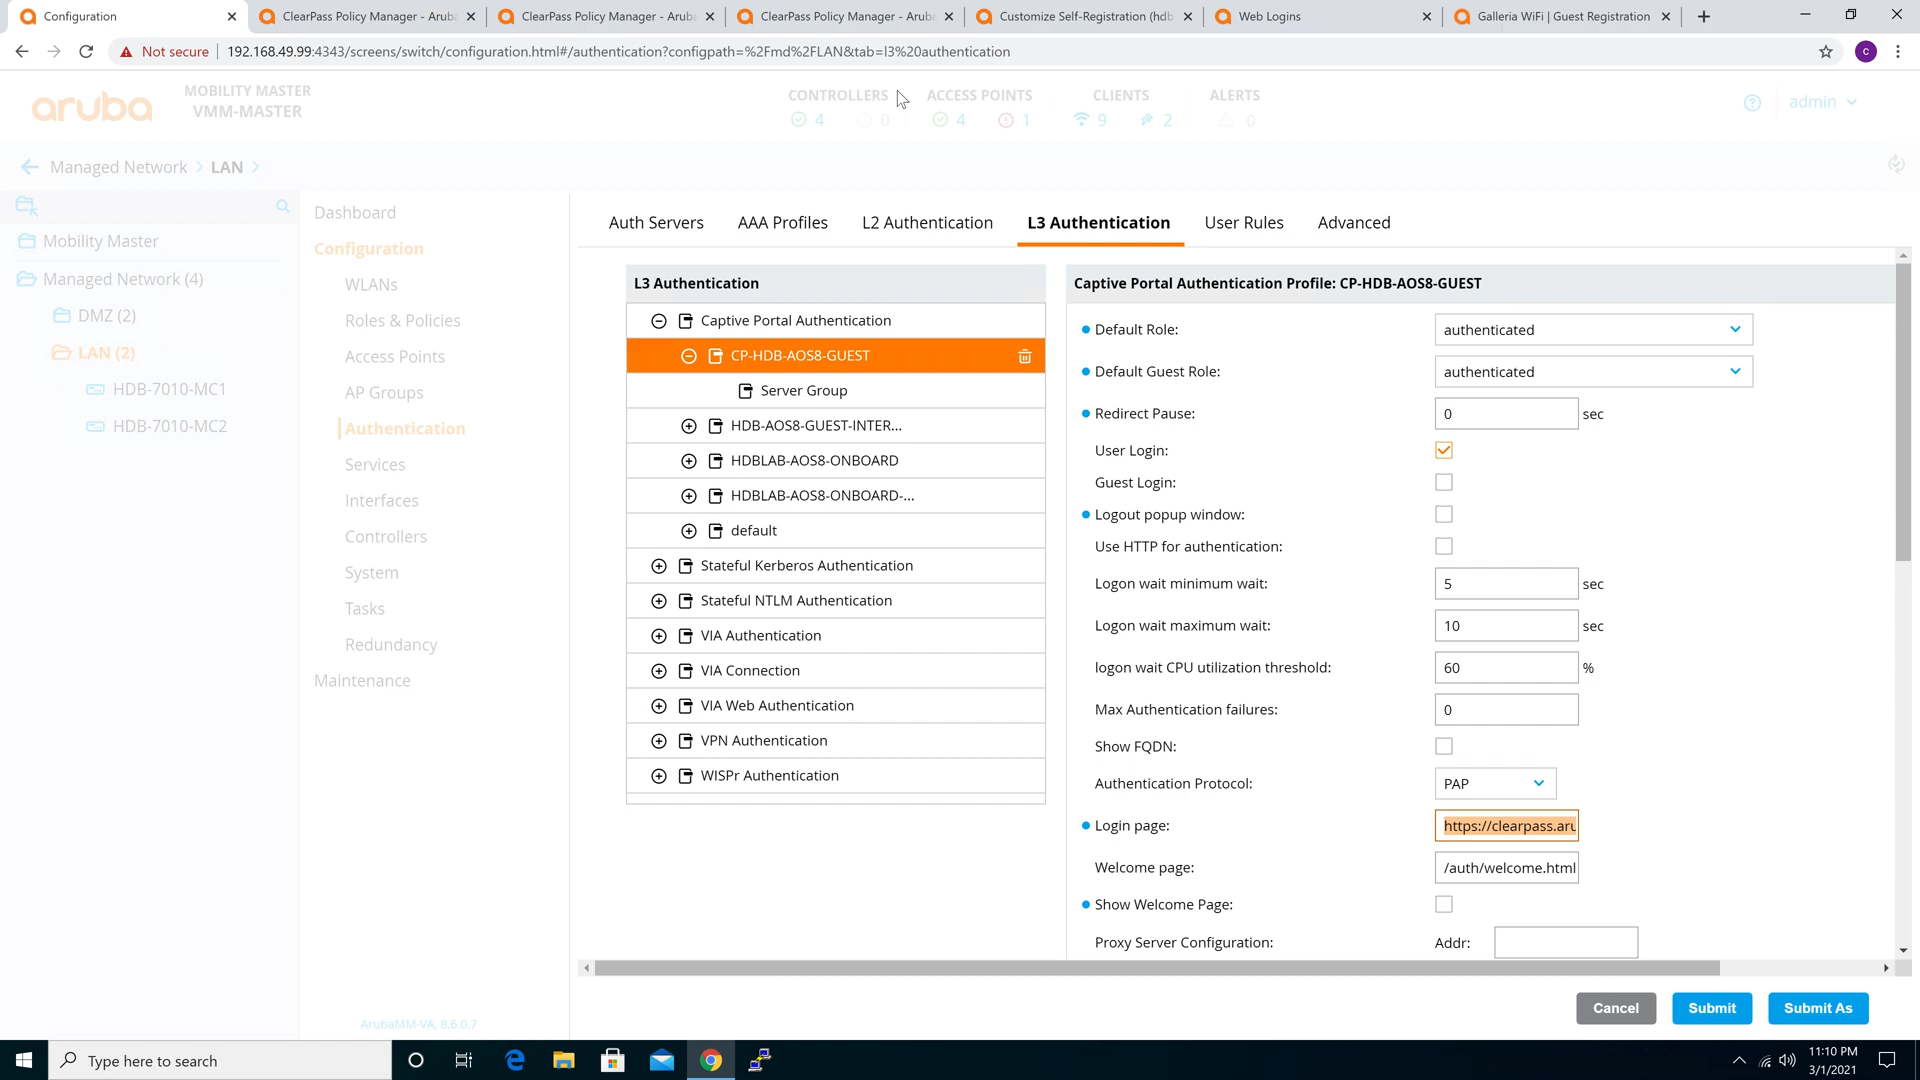 Configuration
ClearPass Policy Manager - Aruba
ClearPass Policy Manager - Aruba
ClearPass Policy Manager - Aruba
Customize Self-Registration (hdb
Web Logins
Galleria WiFi | Guest Registration
Not secure
192.168.49.99:4343/screens/switch/configuration.html#/authentication?configpath=%2Fmd%2FLAN&tab=l3%20authentication
c
aruba
MOBILITY MASTER
VMM-MASTER
CONTROLLERS
4
0
ACCESS POINTS
4
1
CLIENTS
9
2
ALERTS
0
admin
Managed Network > LAN >
Mobility Master
Managed Network (4)
DMZ (2)
LAN (2)
HDB-7010-MC1
HDB-7010-MC2
Dashboard
Configuration
WLANs
Roles & Policies
Access Points
AP Groups
Authentication
Services
Interfaces
Controllers
System
Tasks
Redundancy
Maintenance
ArubaMM-VA, 8.6.0.7
Auth Servers
AAA Profiles
L2 Authentication
L3 Authentication
User Rules
Advanced
L3 Authentication
Captive Portal Authentication
CP-HDB-AOS8-GUEST
Server Group
HDB-AOS8-GUEST-INTER...
HDBLAB-AOS8-ONBOARD
HDBLAB-AOS8-ONBOARD-...
default
Stateful Kerberos Authentication
Stateful NTLM Authentication
VIA Authentication
VIA Connection
VIA Web Authentication
VPN Authentication
WISPr Authentication
Captive Portal Authentication Profile: CP-HDB-AOS8-GUEST
Default Role: authenticated
Default Guest Role: authenticated
Redirect Pause: 0 sec
User Login:
Guest Login:
Logout popup window:
Use HTTP for authentication:
Logon wait minimum wait: 5 sec
Logon wait maximum wait: 10 sec
logon wait CPU utilization threshold: 60 %
Max Authentication failures: 0
Show FQDN:
Authentication Protocol: PAP
Login page: https://clearpass.aru
Welcome page: /auth/welcome.html
Show Welcome Page:
Proxy Server Configuration: Addr:
Cancel
Submit
Submit As
Type here to search
11:10 PM
3/1/2021